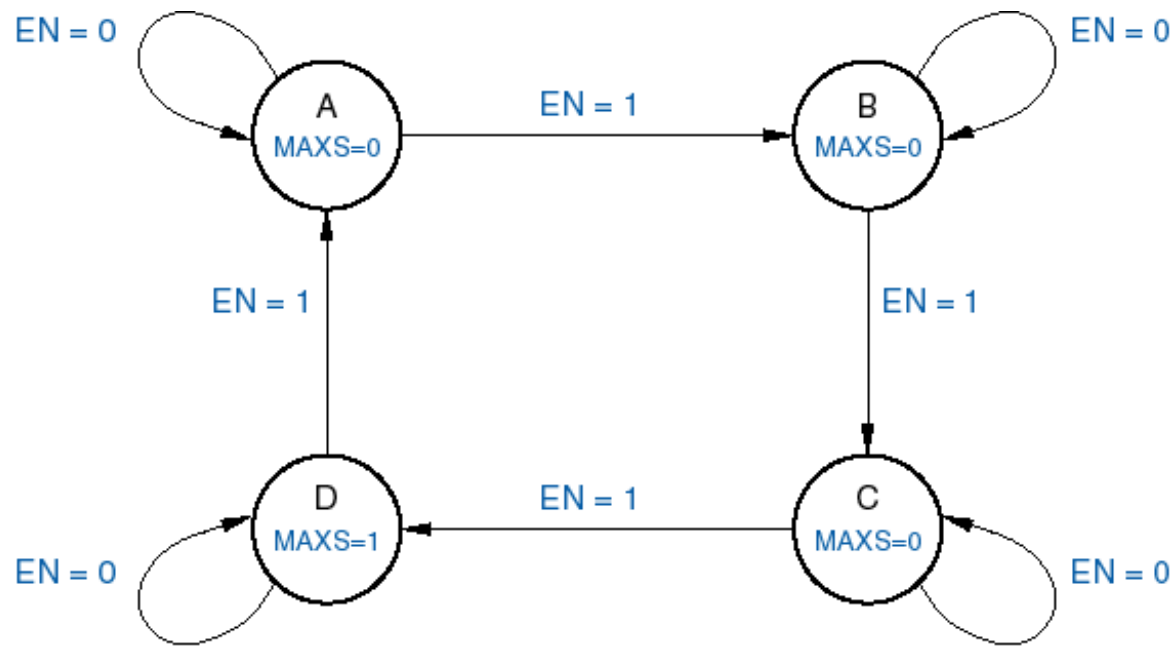 EN = 0
EN = 0
A
MAXS=0
EN = 1
B
MAXS=0
EN = 1
EN = 1
D
MAXS=1
EN = 1
C
MAXS=0
EN = 0
EN = 0